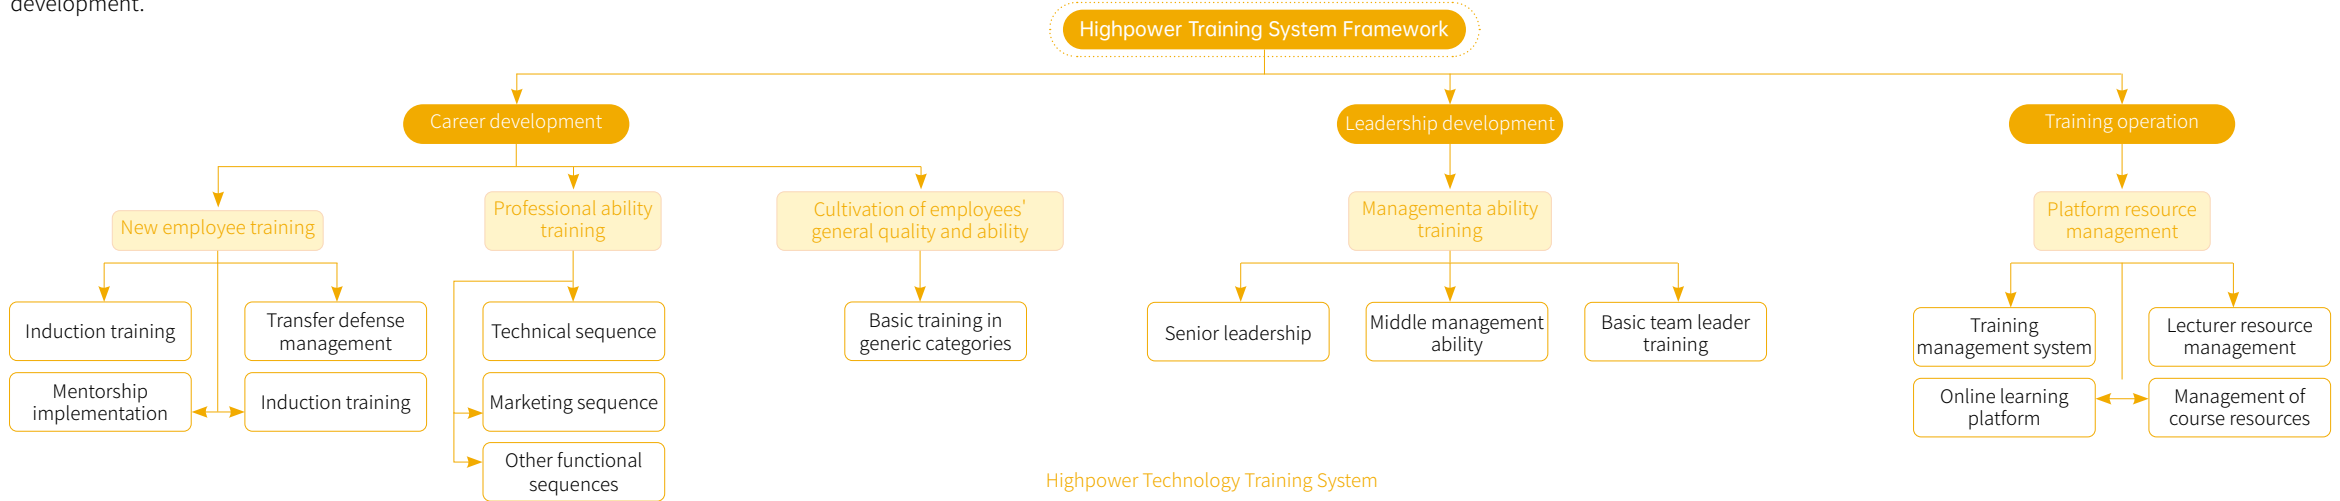 development.
Highpower Training System Framework
Career development
Leadership development
Training operation
New employee training
Professional ability
training
Cultivation of employees'
general quality and ability
Managementa ability
training
Platform resource
management
Induction training
Transfer defense
management
Mentorship
implementation
Induction training
Technical sequence
Marketing sequence
Other functional
sequences
Basic training in
generic categories
Senior leadership
Middle management
ability
Basic team leader
training
Training
management system
Lecturer resource
management
Online learning
platform
Management of
course resources
Highpower Technology Training System